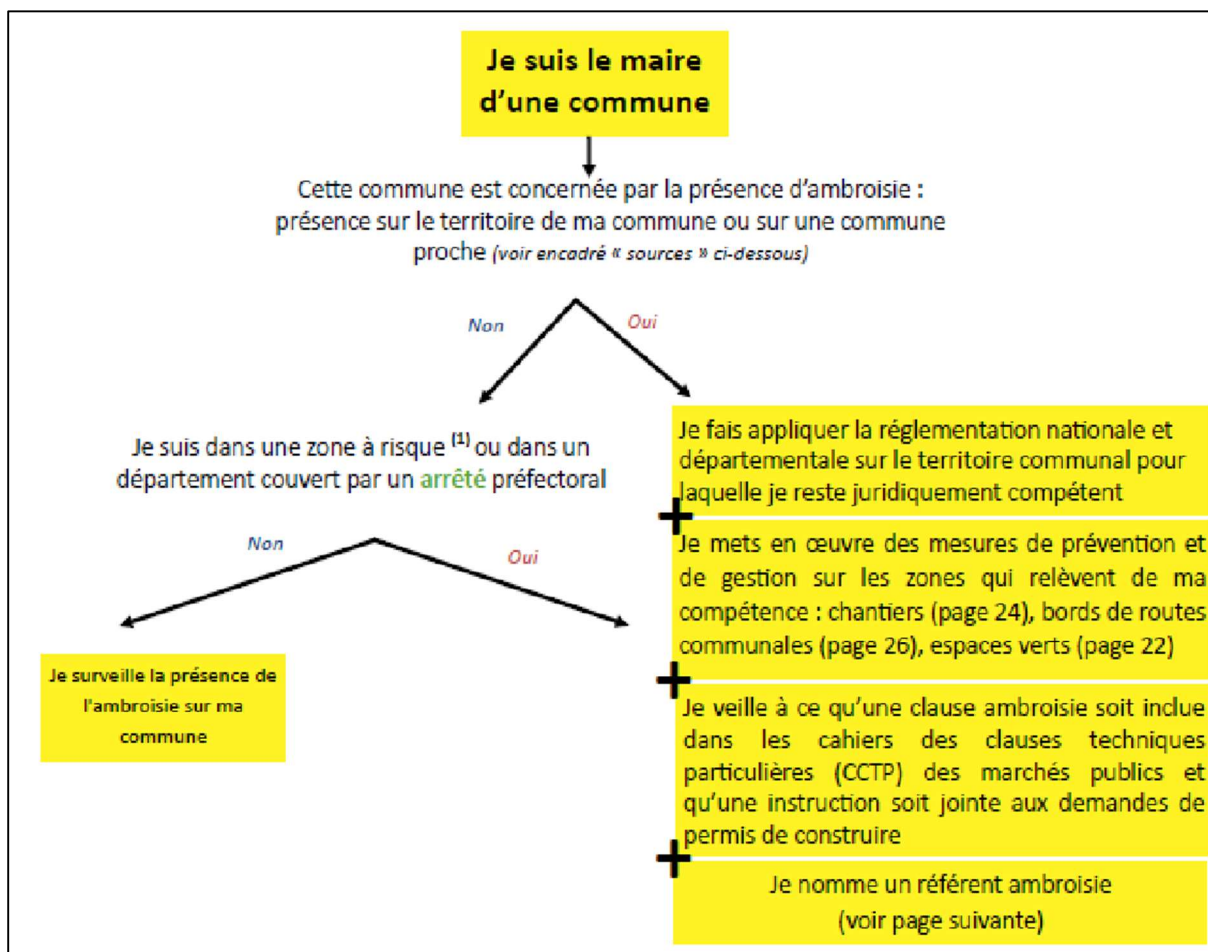 Je suis le maire
d'une commune
Cette commune est concernée par la présence d'ambroisie :
présence sur le territoire de ma commune ou sur une commune
proche (voir encadré « sources » ci-dessous)
Non
Oui
Je suis dans une zone à risque (1) ou dans un
département couvert par un arrêté préfectoral
Non
Oui
Je surveille la présence de
l'ambroisie sur ma
commune
Je fais appliquer la réglementation nationale et
départementale sur le territoire communal pour
laquelle je reste juridiquement compétent
+
Je mets en œuvre des mesures de prévention et
de gestion sur les zones qui relèvent de ma
compétence : chantiers (page 24), bords de routes
communales (page 26), espaces verts (page 22)
+
Je veille à ce qu'une clause ambroisie soit inclue
dans les cahiers des clauses techniques
particulières (CCTP) des marchés publics et
qu'une instruction soit jointe aux demandes de
permis de construire
+
Je nomme un référent ambroisie
(voir page suivante)